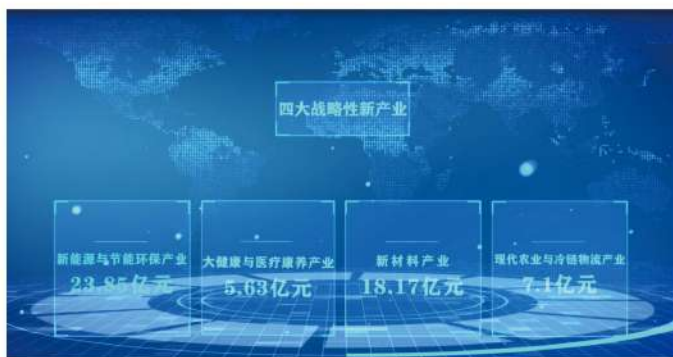 四大战略性新产业
新能源与节能环保产业
23.85亿元
大健康与医疗康养产业
5.63亿元
新材料产业
18.17亿元
现代农业与冷链物流产业
7.1亿元